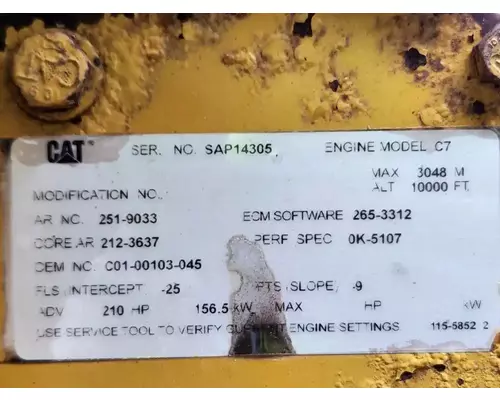 CAT SER. NO. SAP14305 ENGINE MODEL C7
MAX 3048 M
MODIFICATION NO. ALT 10000 FT.
AR NO. 251-9033 ECM SOFTWARE 265-3312
CORE AR 212-3637 PERF SPEC 0K-5107
OEM NO. C01-00103-045
FLS INTERCEPT -25 (SLOPE) -9
ADV 210 HP 156.5 kW MAX HP kW
USE SERVICE TOOL TO VERIFY ENGINE SETTINGS 115-5852 2